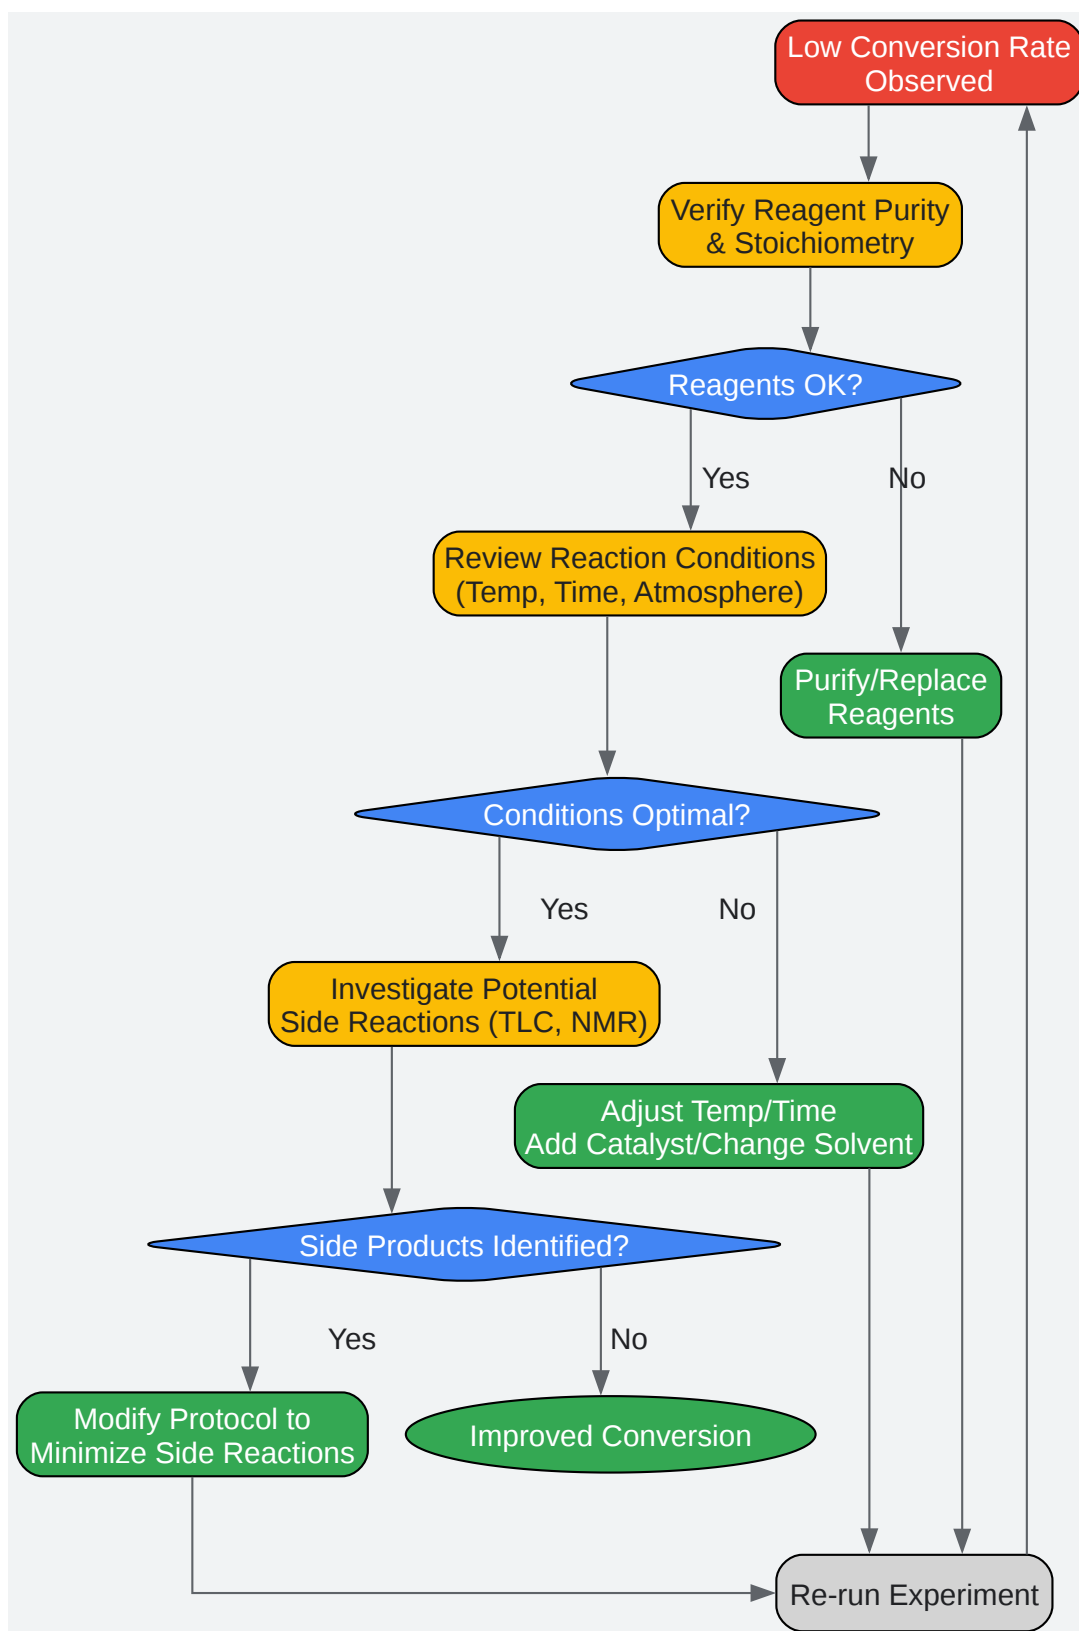 Low Conversion Rate
Observed
Verify Reagent Purity
& Stoichiometry
Reagents OK?
Yes
No
Review Reaction Conditions
(Temp, Time, Atmosphere)
Purify/Replace
Reagents
Conditions Optimal?
Yes
No
Investigate Potential
Side Reactions (TLC, NMR)
Adjust Temp/Time
Add Catalyst/Change Solvent
Side Products Identified?
Yes
No
Modify Protocol to
Minimize Side Reactions
Improved Conversion
Re-run Experiment